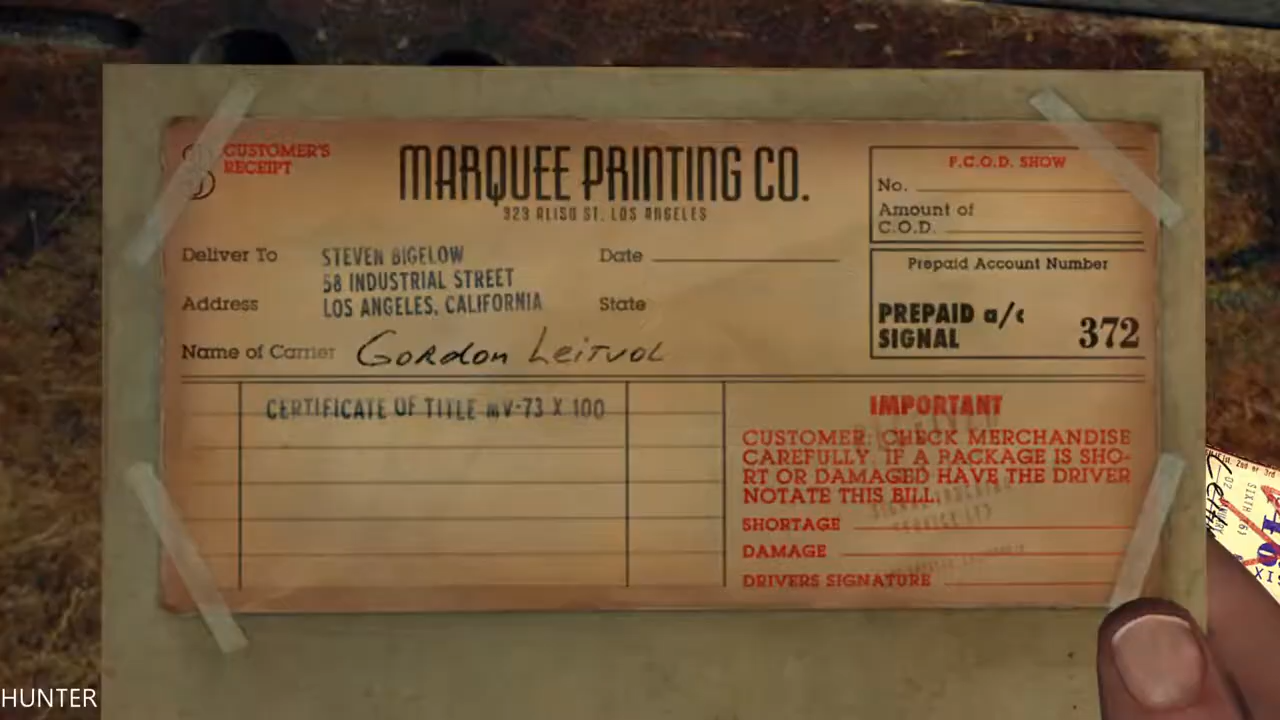 CUSTOMER'S
RECEIPT
MARQUEE PRINTING CO.
923 ALISO ST. LOS ANGELES
F.C.O.D. SHOW
No.
Amount of
C.O.D.
Deliver To STEVEN BIGELOW Date
58 INDUSTRIAL STREET
Address LOS ANGELES, CALIFORNIA State
Name of Carrier Gordon Leitvol
Prepaid Account Number
PREPAID a/c
SIGNAL 372
CERTIFICATE OF TITLE mV-73 X 100
IMPORTANT
CUSTOMER: CHECK MERCHANDISE
CAREFULLY. IF A PACKAGE IS SHO-
RT OR DAMAGED HAVE THE DRIVER
NOTATE THIS BILL.
SHORTAGE
DAMAGE
DRIVERS SIGNATURE
HUNTER